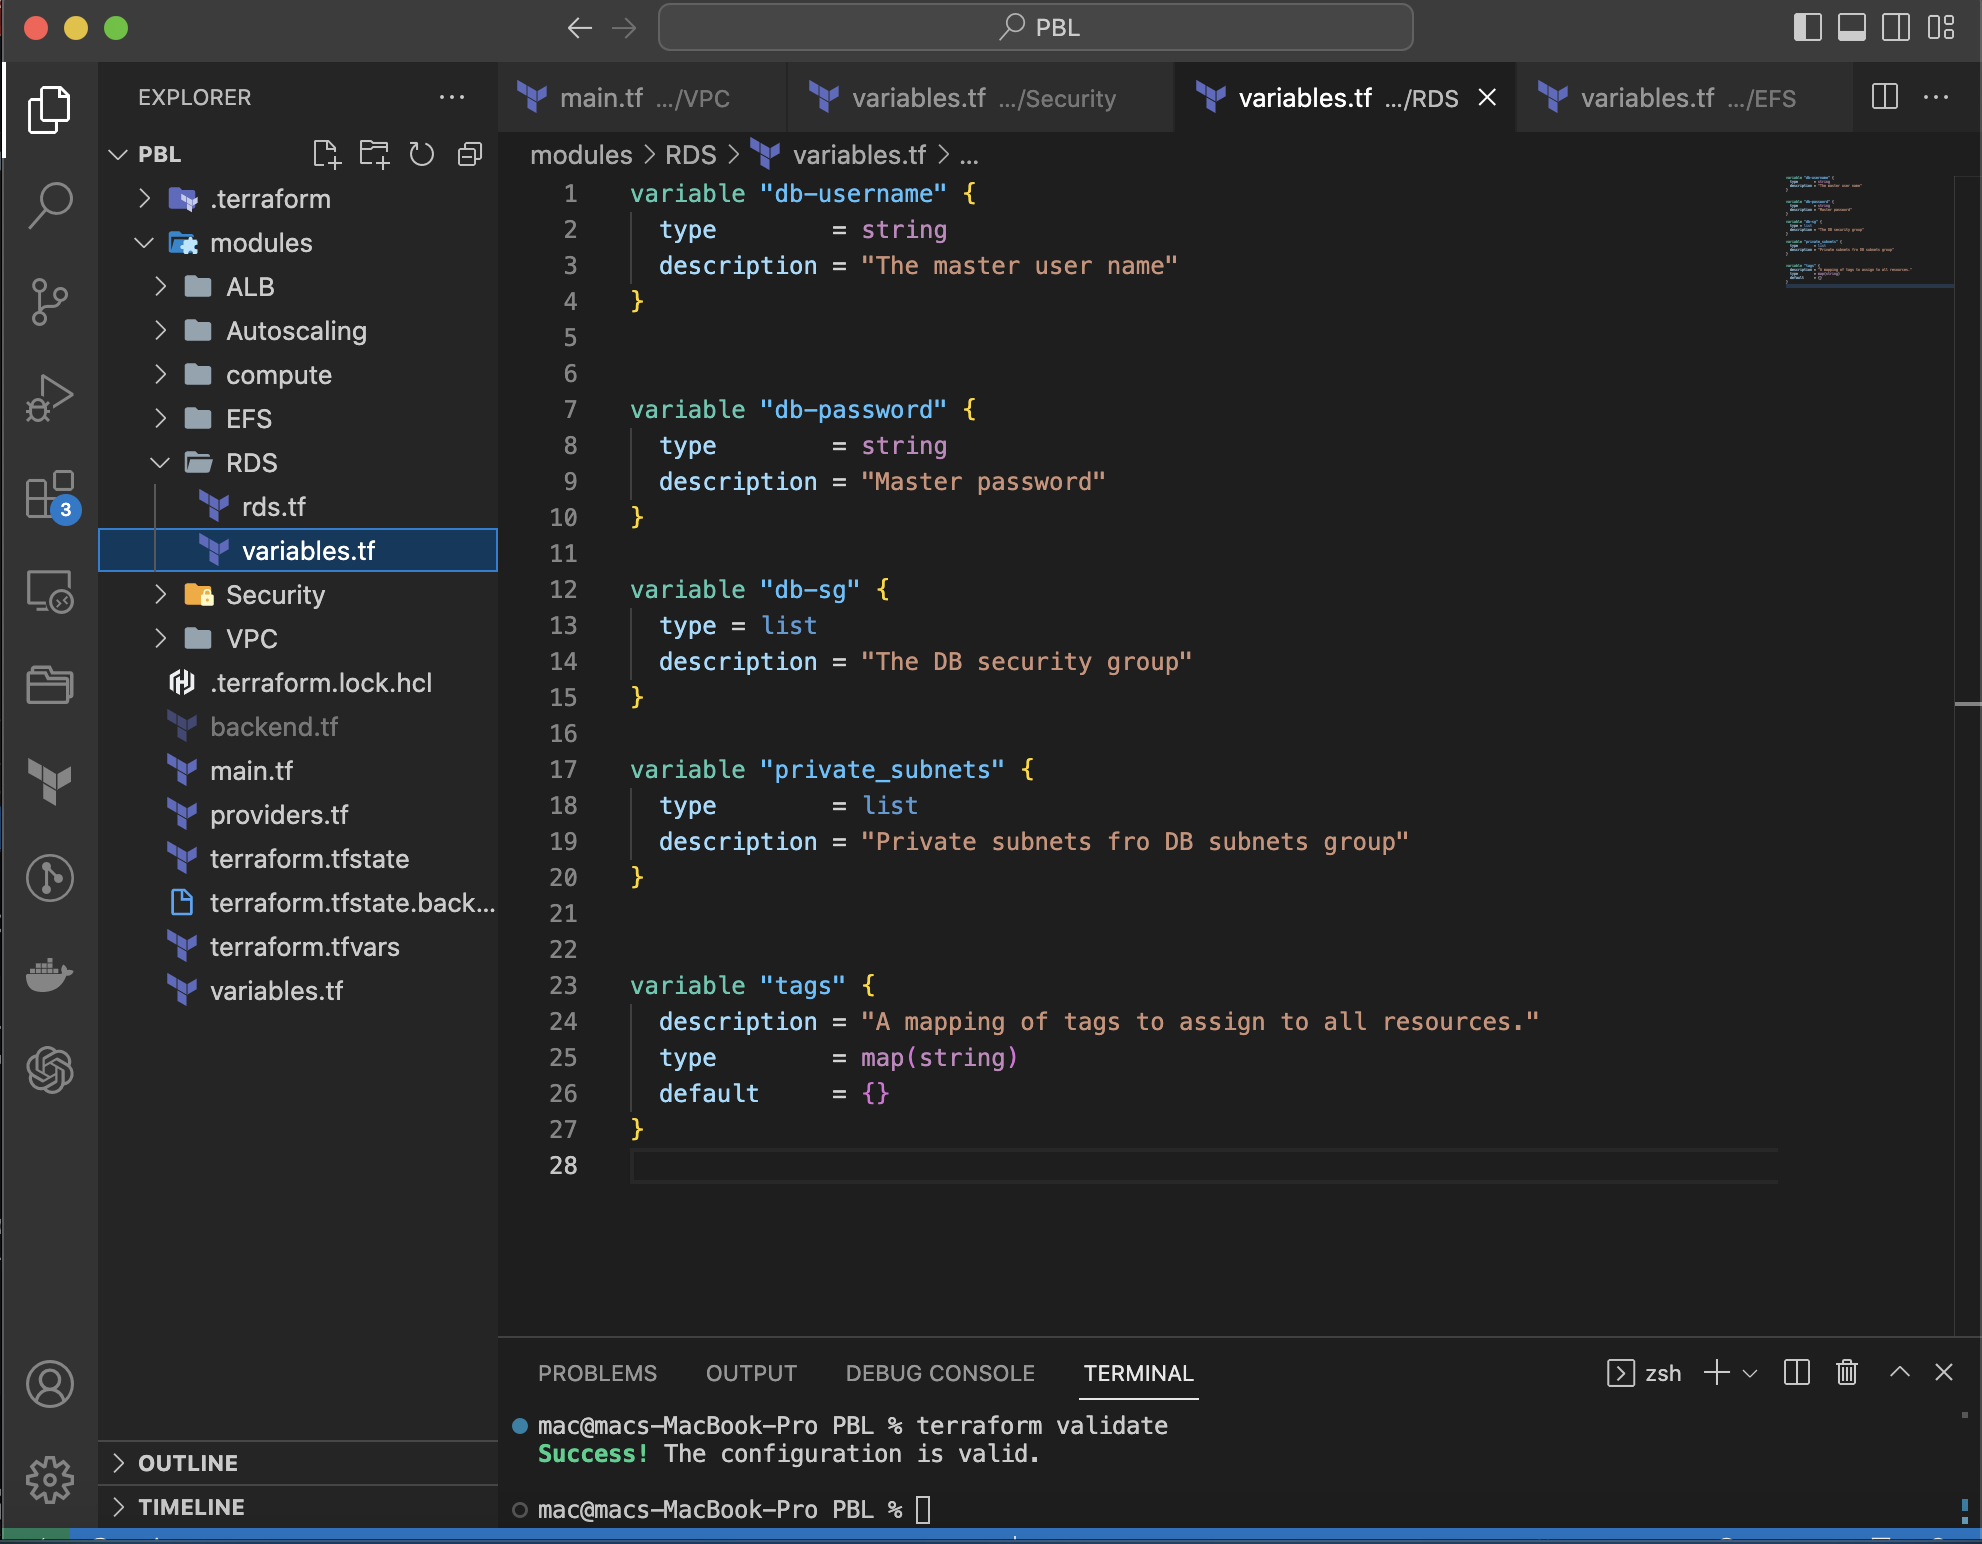 PBL
EXPLORER
PBL
.terraform
modules
ALB
Autoscaling
compute
EFS
RDS
rds.tf
variables.tf
Security
VPC
.terraform.lock.hcl
backend.tf
main.tf
providers.tf
terraform.tfstate
terraform.tfstate.back...
terraform.tfvars
variables.tf
3
OUTLINE
TIMELINE
main.tf .../VPC
variables.tf .../Security
variables.tf .../RDS
variables.tf .../EFS
modules > RDS > variables.tf > ...
1 variable "db-username" {
2 type = string
3 description = "The master user name"
4 }
5
6
7 variable "db-password" {
8 type = string
9 description = "Master password"
10 }
11
12 variable "db-sg" {
13 type = list
14 description = "The DB security group"
15 }
16
17 variable "private_subnets" {
18 type = list
19 description = "Private subnets fro DB subnets group"
20 }
21
22
23 variable "tags" {
24 description = "A mapping of tags to assign to all resources."
25 type = map(string)
26 default = {}
27 }
28
PROBLEMS OUTPUT DEBUG CONSOLE TERMINAL zsh
mac@macs-MacBook-Pro PBL % terraform validate
Success! The configuration is valid.
mac@macs-MacBook-Pro PBL %